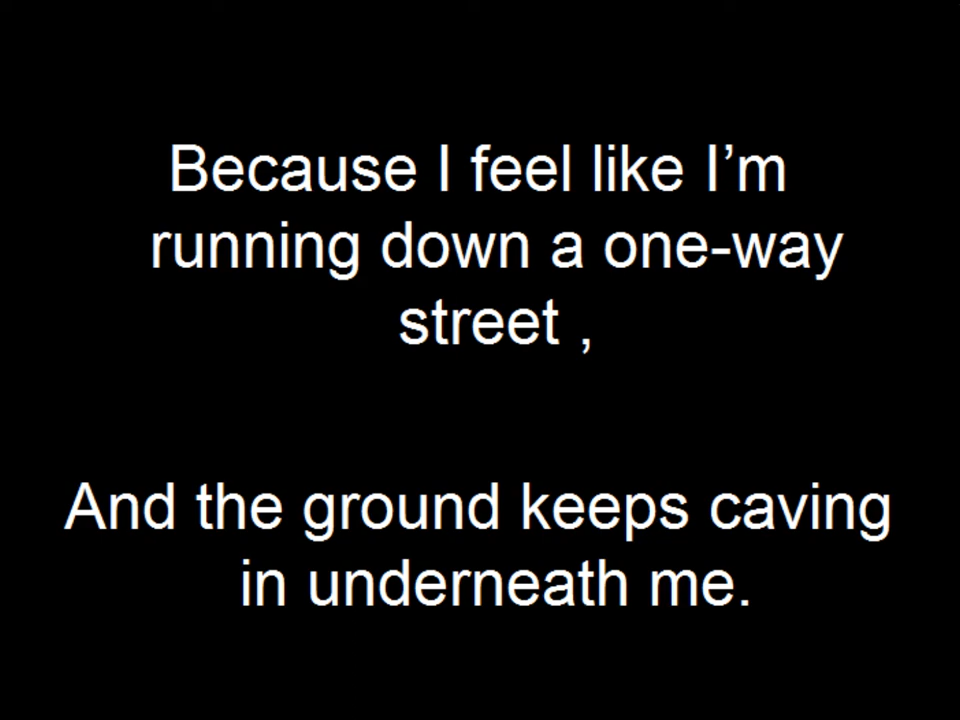 Because I feel like I’m
running down a one-way
street ,
And the ground keeps caving
in underneath me.